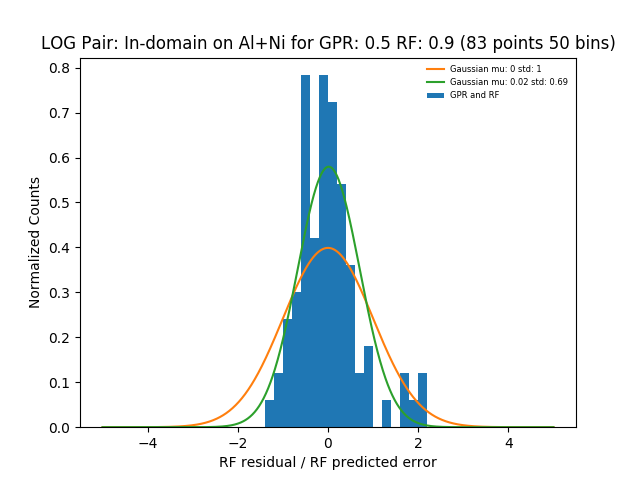 LOG Pair: In-domain on Al+Ni for GPR: 0.5 RF: 0.9 (83 points 50 bins)
Gaussian mu: 0 std: 1
Gaussian mu: 0.02 std: 0.69
GPR and RF
Normalized Counts
0.8
0.7
0.6
0.5
0.4
0.3
0.2
0.1
0.0
−4 −2 0 2 4
RF residual / RF predicted error